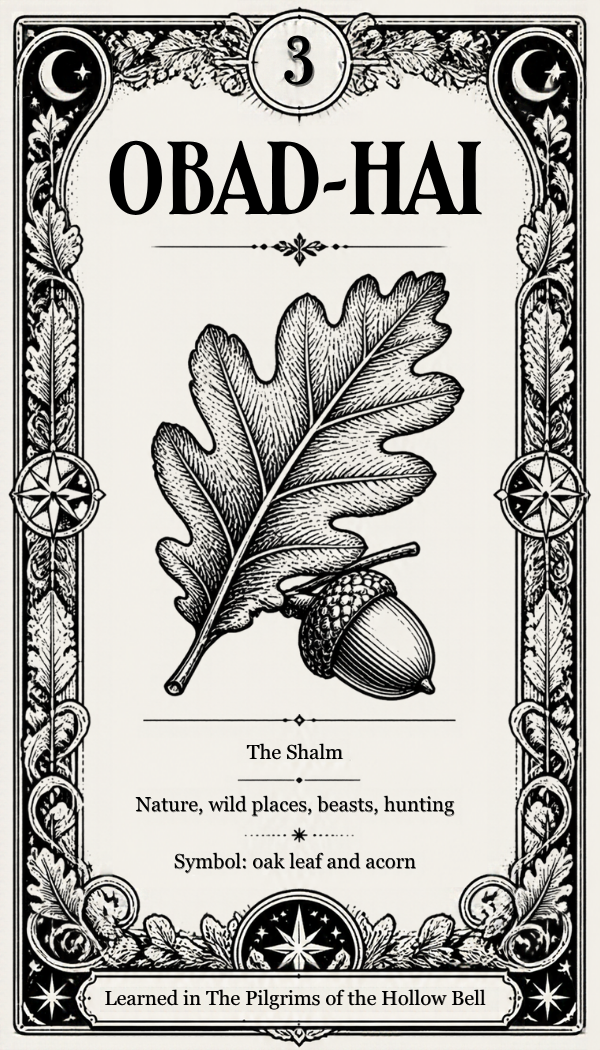 3
OBAD-HAI
The Shalm
Nature, wild places, beasts, hunting
Symbol: oak leaf and acorn
Learned in The Pilgrims of the Hollow Bell